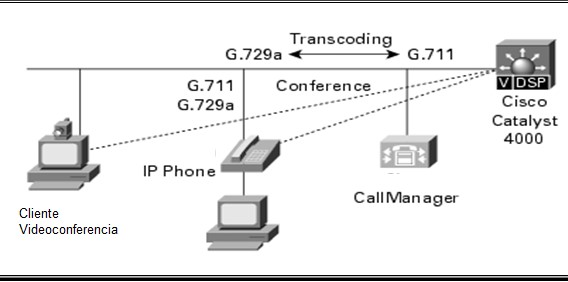 Transcoding
G.729a
G.711
G.711
Conference
G.729a
V DSP
Cisco
Catalyst
4000
IP Phone
CallManager
Cliente
Videoconferencia